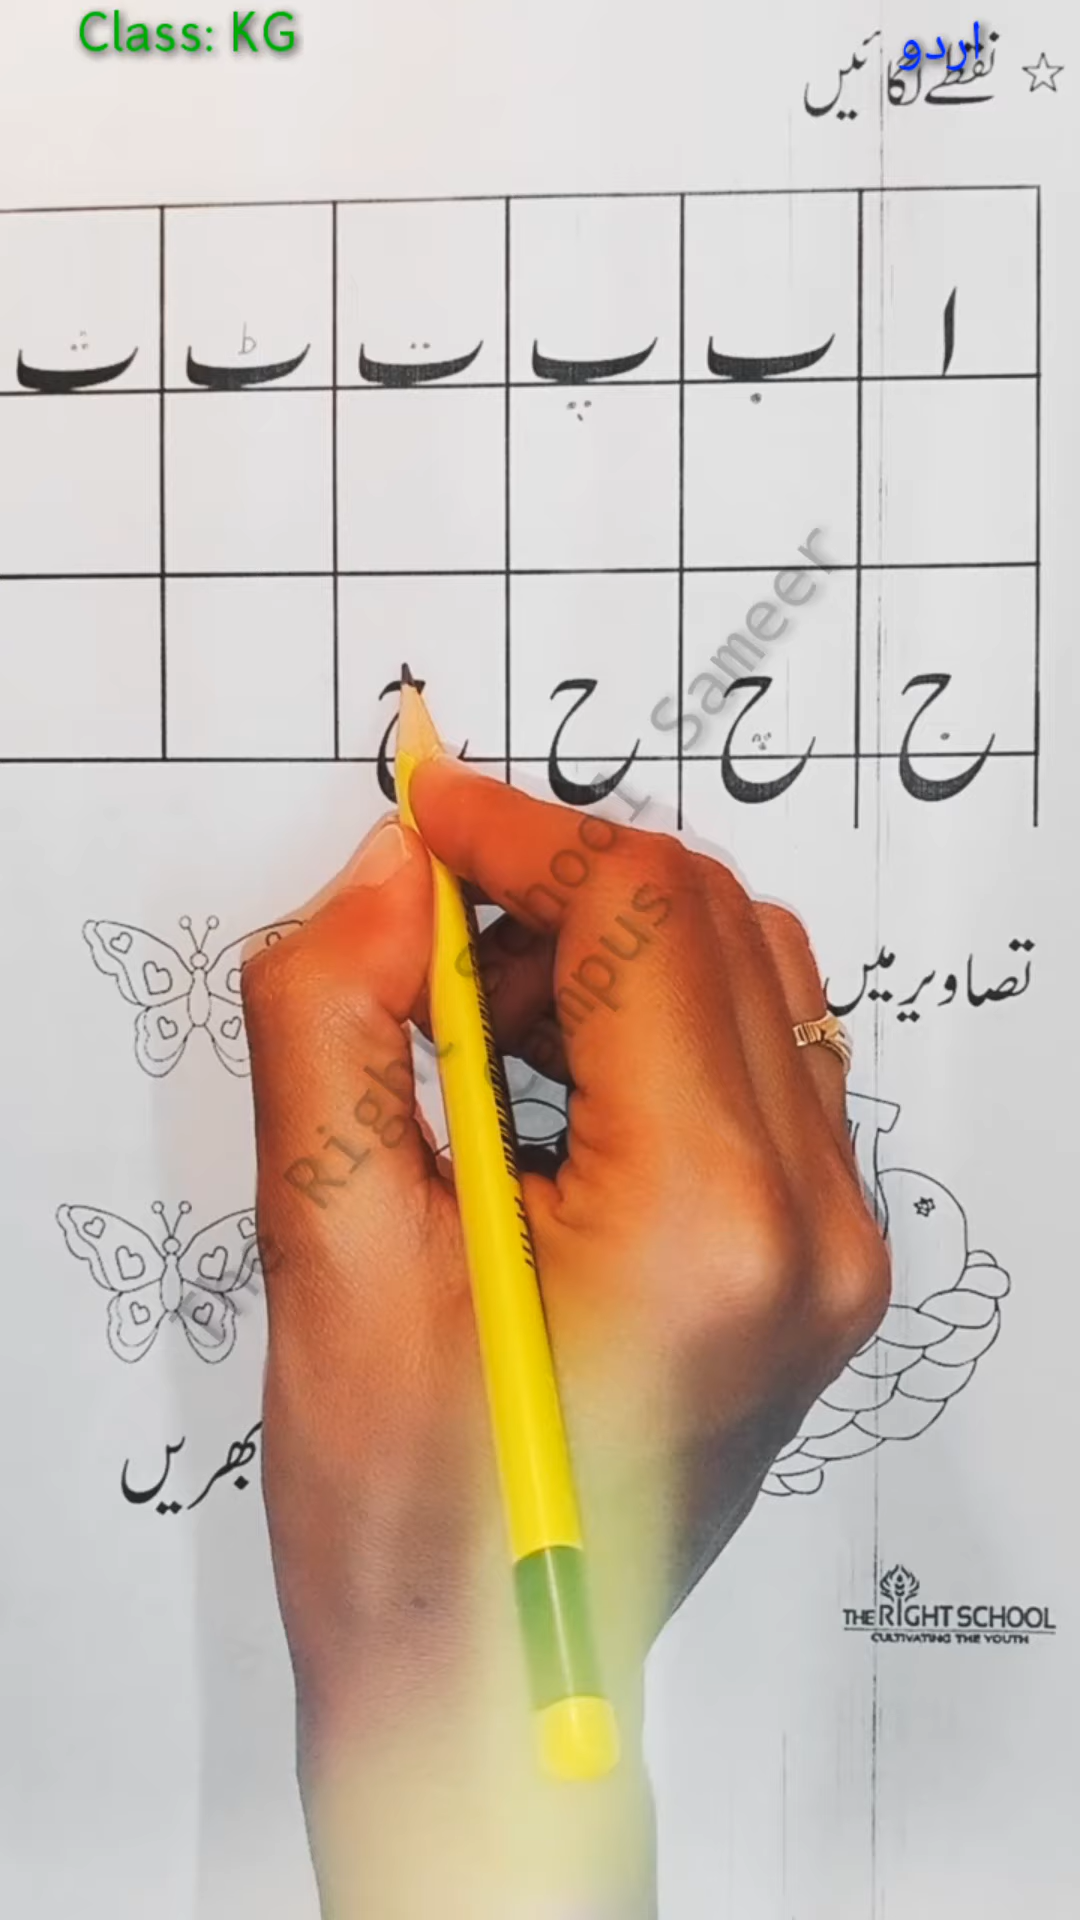 Class: KG
اردو
☆ نقطے لگائیں
ا ب پ ت ٹ ث
ج چ ح خ
تصاویر میں
بھریں
THE RIGHT SCHOOL
CULTIVATING THE YOUTH
The Right School Sameer
Campus